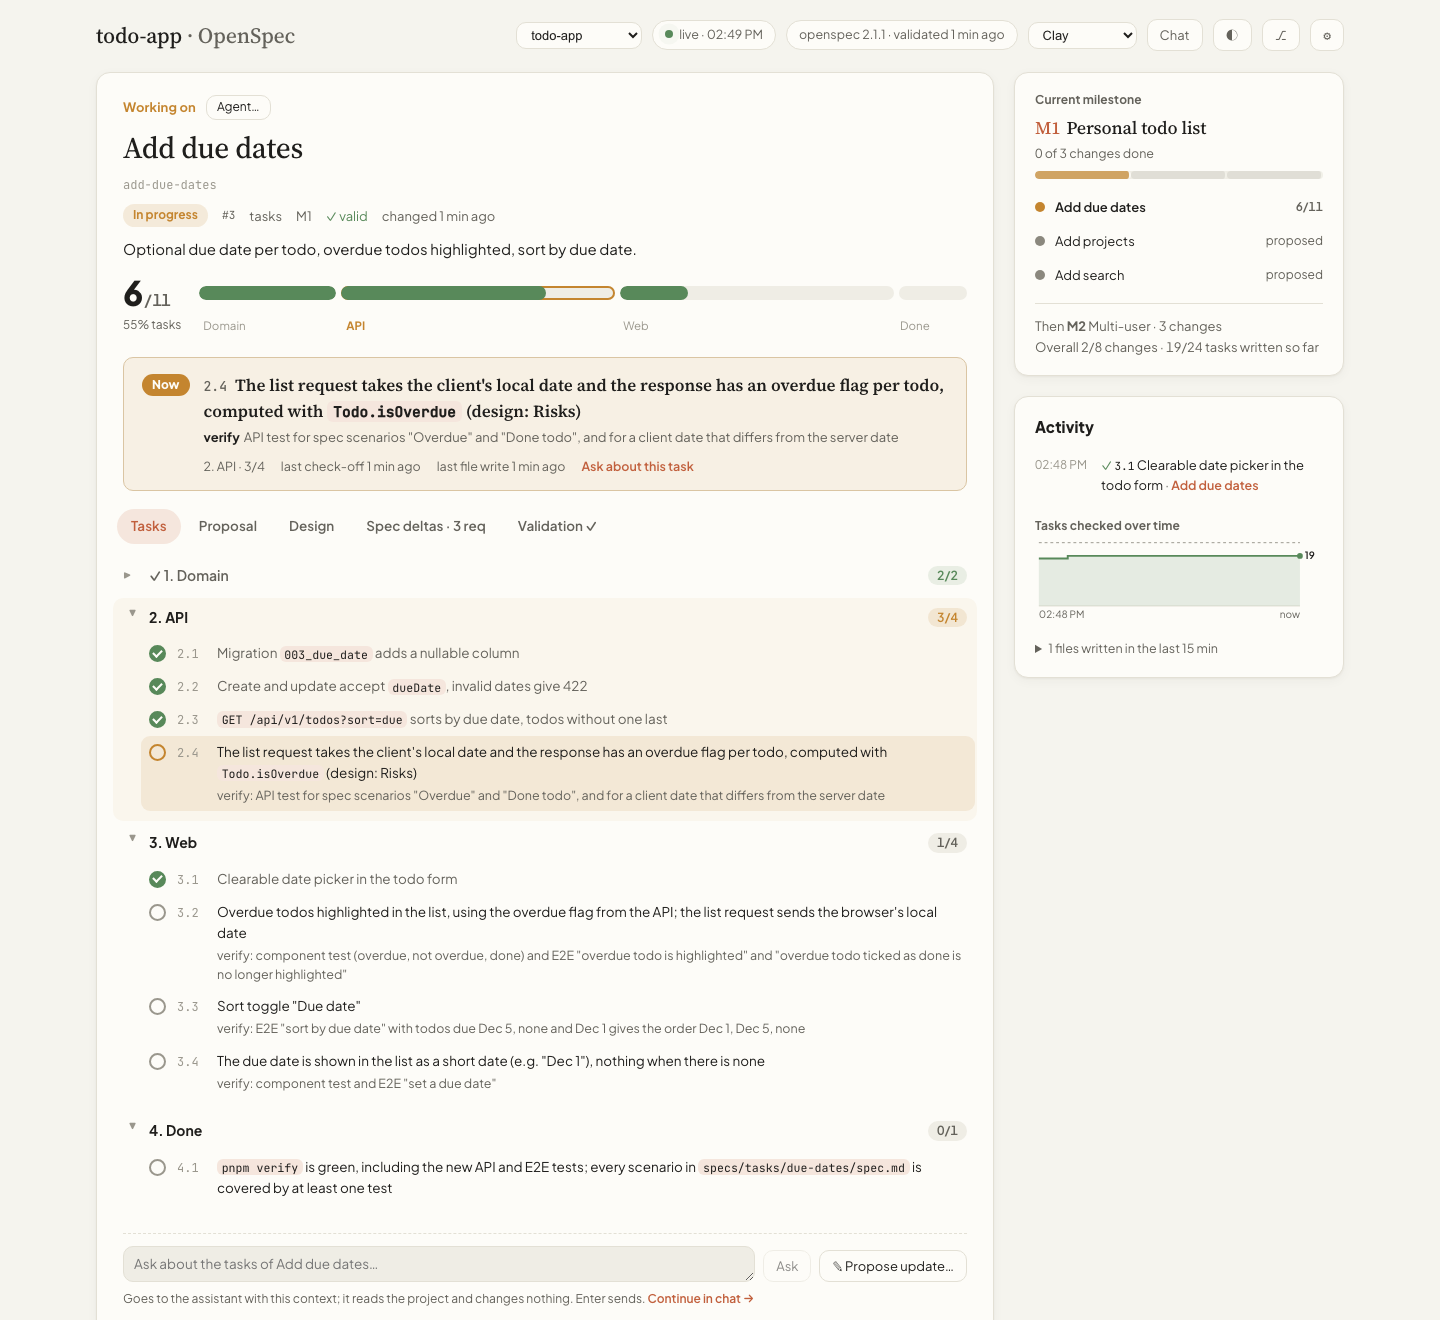 todo-app · OpenSpec
todo-app
live · 02:49 PM
openspec 2.1.1 · validated 1 min ago
Clay
Chat
Working on
Agent…
Add due dates
add-due-dates
In progress #3 tasks M1 ✓ valid changed 1 min ago
Optional due date per todo, overdue todos highlighted, sort by due date.
6/11
55% tasks
Domain
API
Web
Done
Now
2.4 The list request takes the client's local date and the response has an overdue flag per todo,
computed with Todo.isOverdue (design: Risks)
verify API test for spec scenarios "Overdue" and "Done todo", and for a client date that differs from the server date
2. API · 3/4 last check-off 1 min ago last file write 1 min ago Ask about this task
Tasks Proposal Design Spec deltas · 3 req Validation ✓
✓ 1. Domain 2/2
2. API 3/4
2.1 Migration 003_due_date adds a nullable column
2.2 Create and update accept dueDate, invalid dates give 422
2.3 GET /api/v1/todos?sort=due sorts by due date, todos without one last
2.4 The list request takes the client's local date and the response has an overdue flag per todo, computed with
Todo.isOverdue (design: Risks)
verify: API test for spec scenarios "Overdue" and "Done todo", and for a client date that differs from the server date
3. Web 1/4
3.1 Clearable date picker in the todo form
3.2 Overdue todos highlighted in the list, using the overdue flag from the API; the list request sends the browser's local
date
verify: component test (overdue, not overdue, done) and E2E "overdue todo is highlighted" and "overdue todo ticked as done is
no longer highlighted"
3.3 Sort toggle "Due date"
verify: E2E "sort by due date" with todos due Dec 5, none and Dec 1 gives the order Dec 1, Dec 5, none
3.4 The due date is shown in the list as a short date (e.g. "Dec 1"), nothing when there is none
verify: component test and E2E "set a due date"
4. Done 0/1
4.1 pnpm verify is green, including the new API and E2E tests; every scenario in specs/tasks/due-dates/spec.md is
covered by at least one test
Ask about the tasks of Add due dates…
Ask
✎ Propose update…
Goes to the assistant with this context; it reads the project and changes nothing. Enter sends. Continue in chat →
Current milestone
M1 Personal todo list
0 of 3 changes done
Add due dates 6/11
Add projects proposed
Add search proposed
Then M2 Multi-user · 3 changes
Overall 2/8 changes · 19/24 tasks written so far
Activity
02:48 PM ✓ 3.1 Clearable date picker in the
todo form · Add due dates
Tasks checked over time
19
02:48 PM now
1 files written in the last 15 min